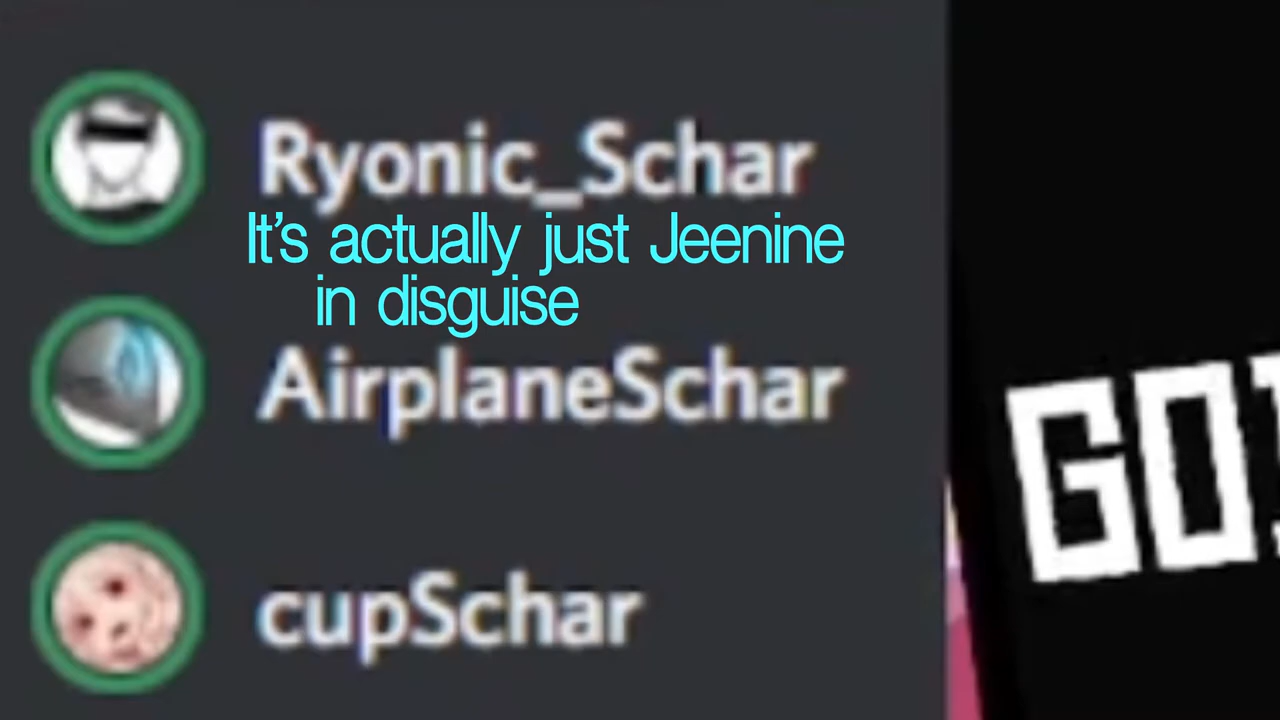 Ryonic_Schar
It's actually just Jeenine
in disguise
AirplaneSchar
cupSchar